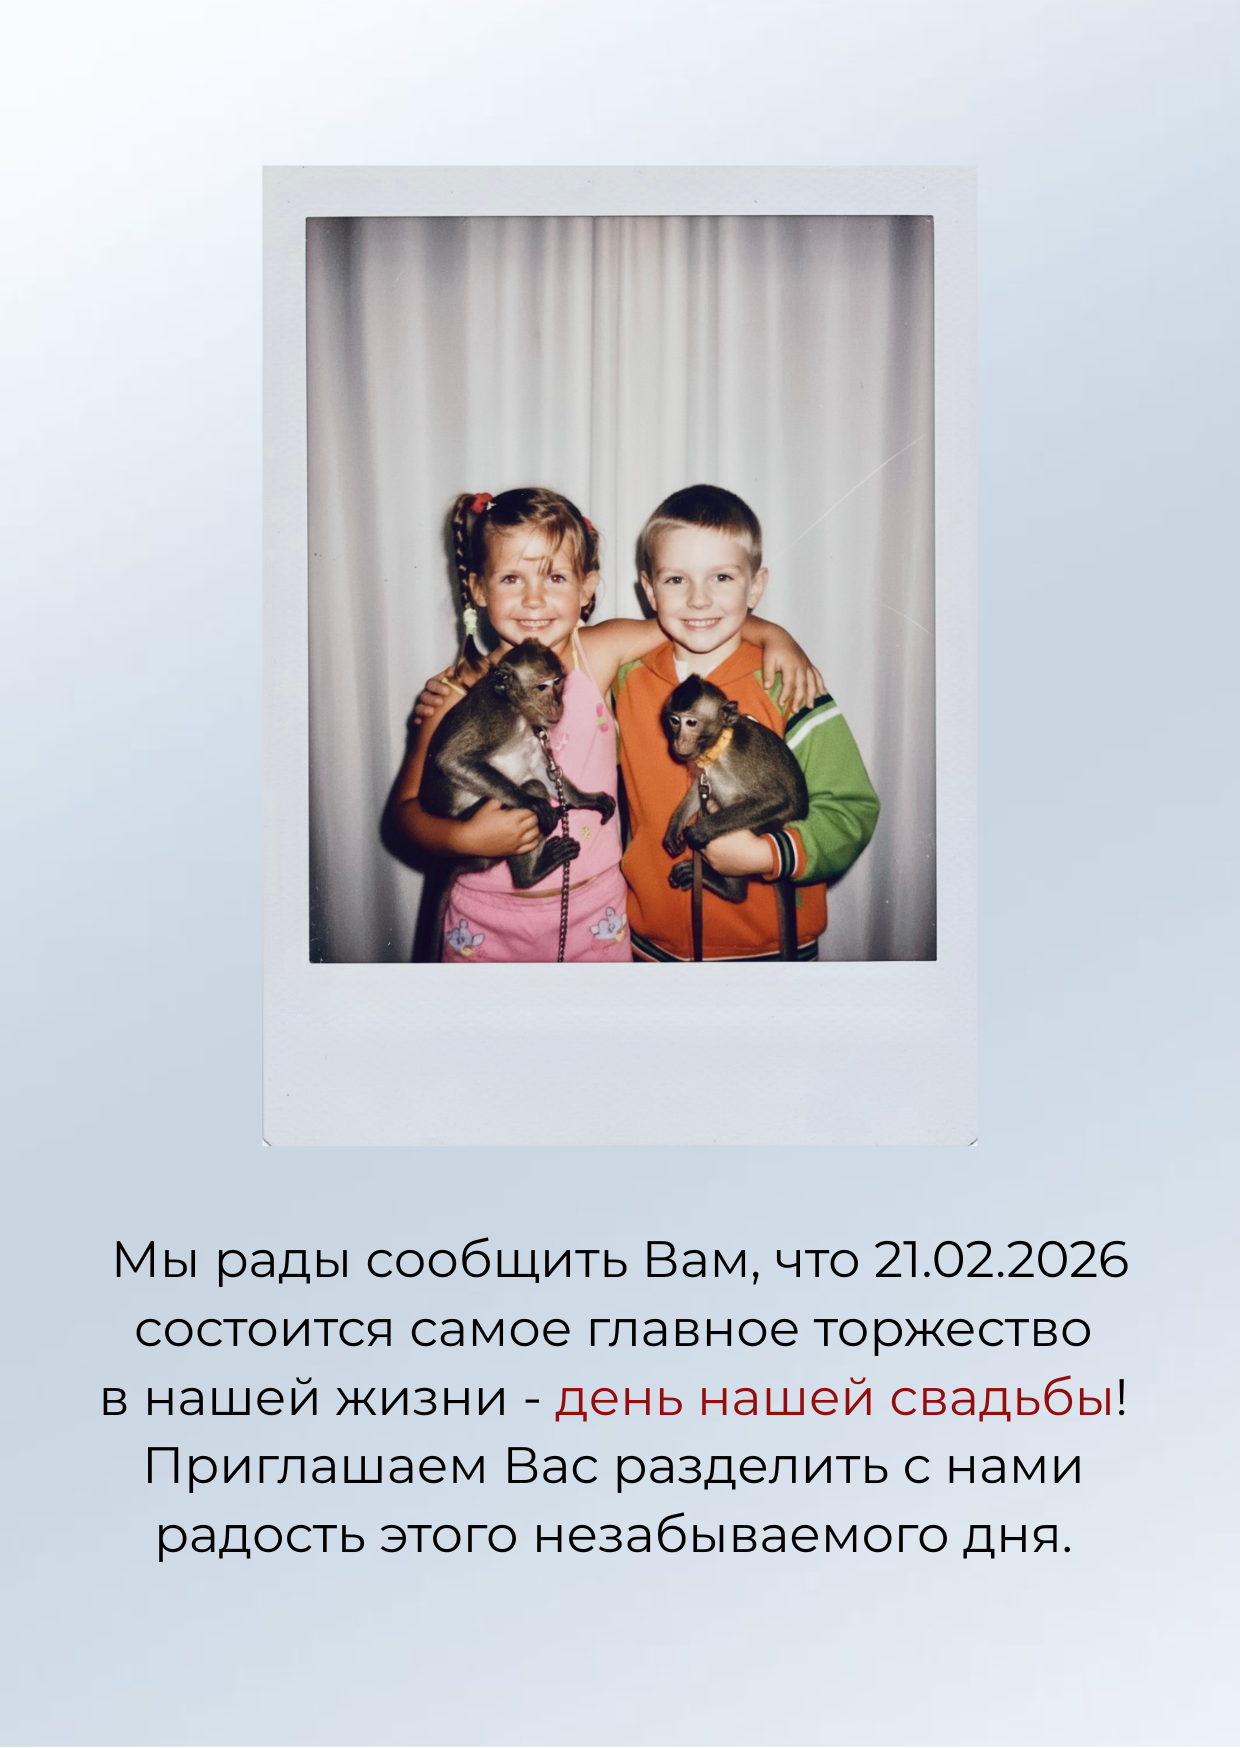 Мы рады сообщить Вам, что 21.02.2026
состоится самое главное торжество
в нашей жизни - день нашей свадьбы!
Приглашаем Вас разделить с нами
радость этого незабываемого дня.